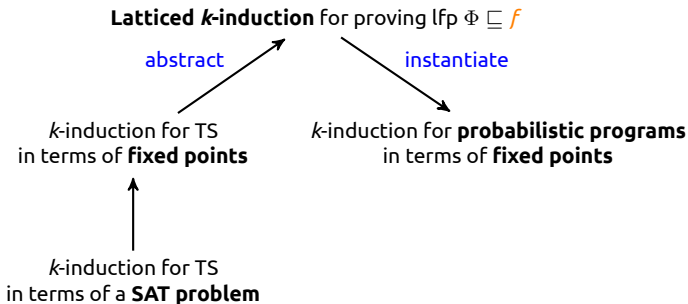 Latticed k-induction for proving lfp Φ ⊑ f
abstract
instantiate
k-induction for TS
in terms of fixed points
k-induction for probabilistic programs
in terms of fixed points
k-induction for TS
in terms of a SAT problem